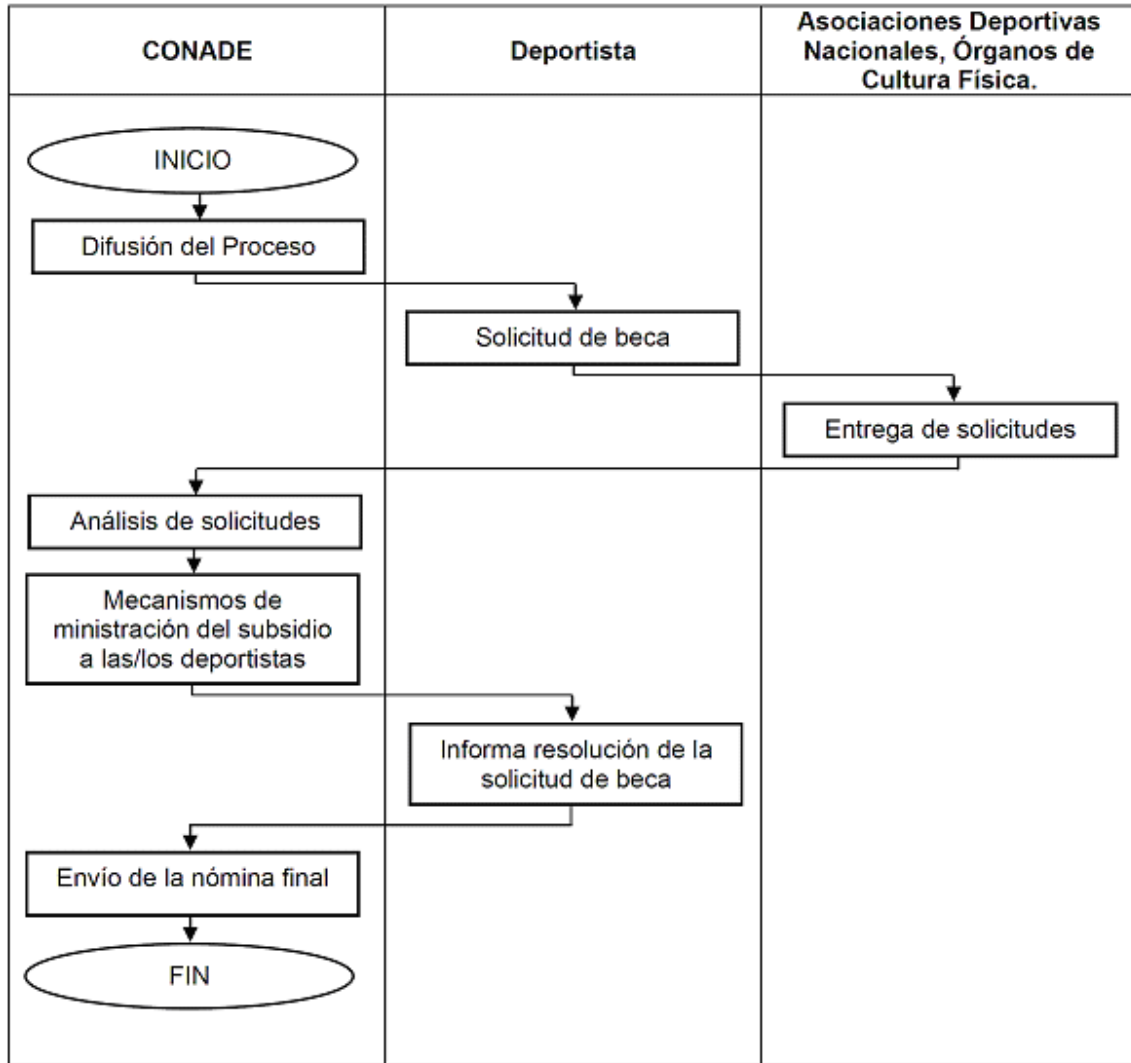 CONADE
Deportista
Asociaciones Deportivas
Nacionales, Órganos de
Cultura Física.
INICIO
Difusión del Proceso
Solicitud de beca
Entrega de solicitudes
Análisis de solicitudes
Mecanismos de
ministración del subsidio
a las/los deportistas
Informa resolución de la
solicitud de beca
Envío de la nómina final
FIN